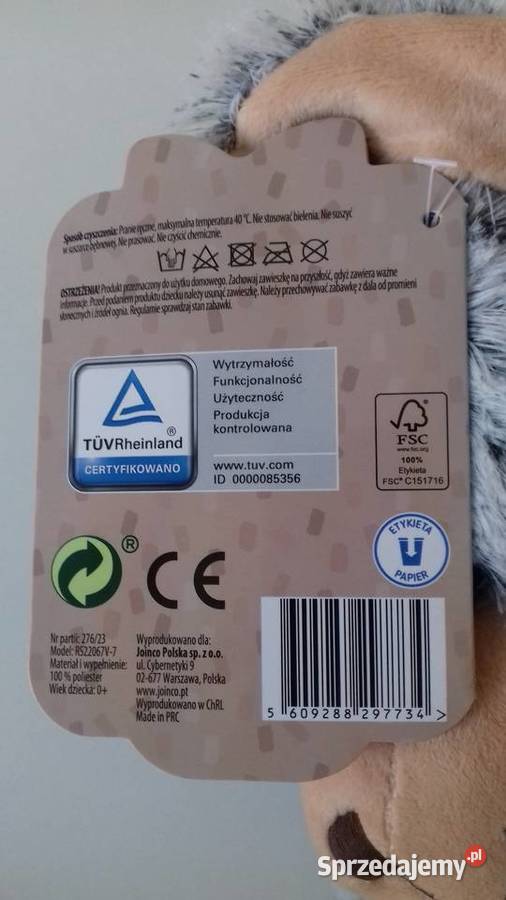 Sposób czyszczenia: Pranie ręczne, maksymalna temperatura 40 °C. Nie stosować bielenia. Nie suszyć
w suszarce bębnowej. Nie prasować. Nie czyścić chemicznie.
OSTRZEŻENIA! Produkt przeznaczony do użytku domowego. Zachowaj zawieszkę na przyszłość, gdyż zawiera ważne
informacje. Przed podaniem produktu dziecku należy usunąć zawieszkę. Należy przechowywać zabawkę z dala od promieni
słonecznych i źródeł ognia. Regularnie sprawdzaj stan zabawki.
TÜVRheinland ®
CERTYFIKOWANO
Wytrzymałość
Funkcjonalność
Użyteczność
Produkcja
kontrolowana
www.tuv.com
ID 0000085356
FSC
www.fsc.org
100%
Etykieta
FSC® C151716
ETYKIETA
PAPIER
®
CE
Nr partii: 276/23
Model: RS22067V-7
Materiał i wypełnienie:
100 % poliester
Wiek dziecka: 0+
Wyprodukowano dla:
Joinco Polska sp. z o.o.
ul. Cybernetyki 9
02-677 Warszawa, Polska
www.joinco.pt
Wyprodukowano w ChRL
Made in PRC
5 609288 297734 >
Sprzedajemy.pl